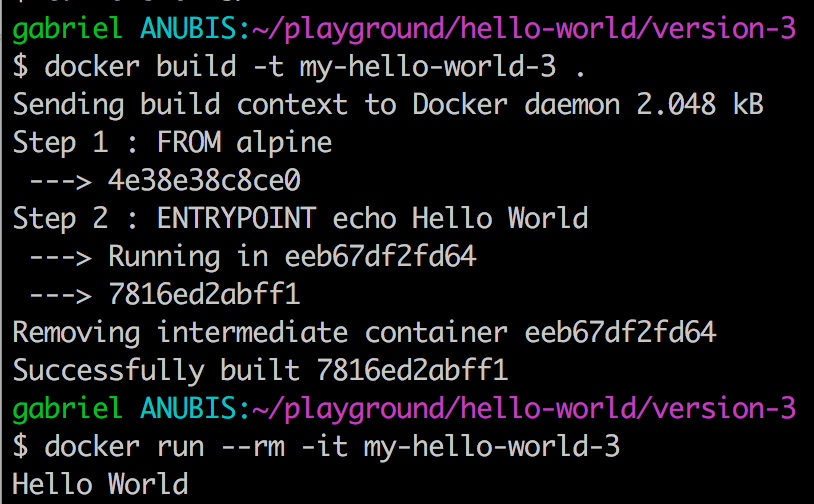 gabriel ANUBIS:~/playground/hello-world/version-3
$ docker build -t my-hello-world-3 .
Sending build context to Docker daemon 2.048 kB
Step 1 : FROM alpine
---> 4e38e38c8ce0
Step 2 : ENTRYPOINT echo Hello World
---> Running in eeb67df2fd64
---> 7816ed2abff1
Removing intermediate container eeb67df2fd64
Successfully built 7816ed2abff1
gabriel ANUBIS:~/playground/hello-world/version-3
$ docker run --rm -it my-hello-world-3
Hello World